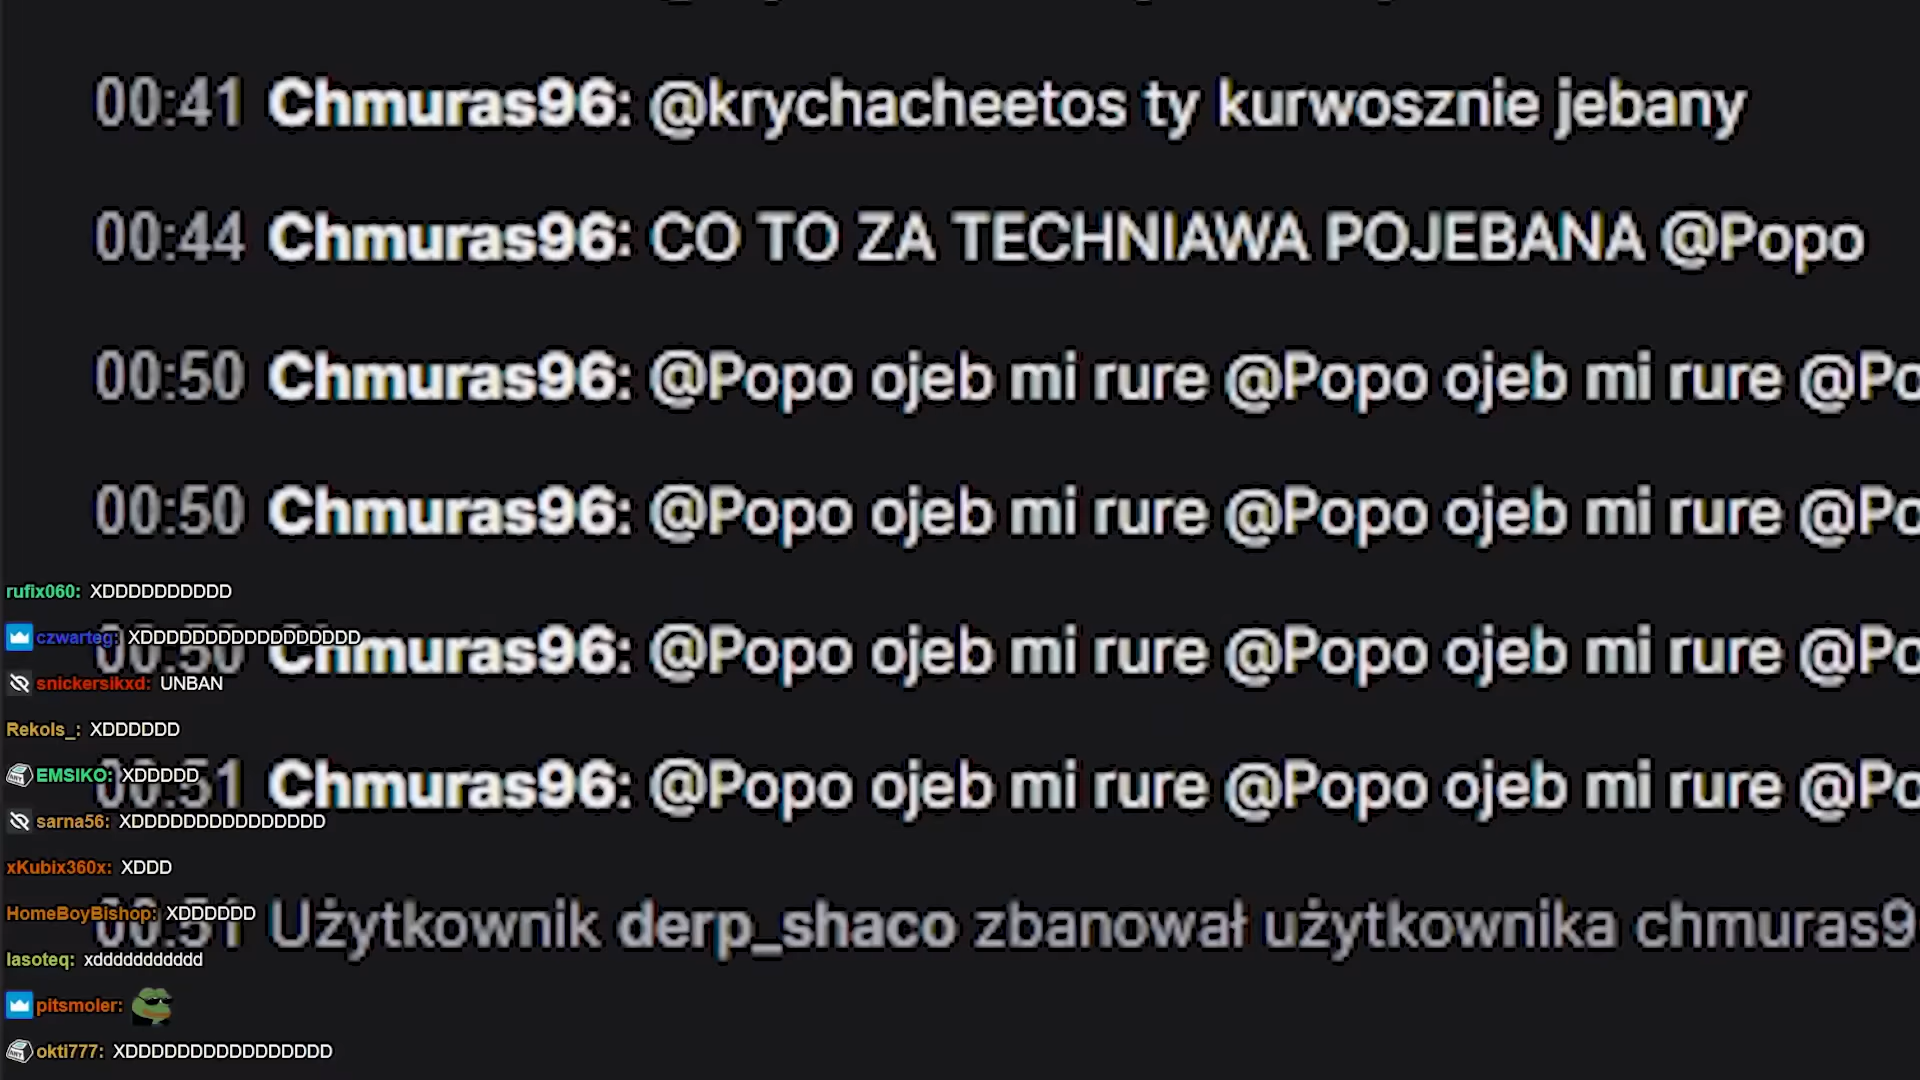 00:41 Chmuras96: @krychacheetos ty kurwosznie jebany
00:44 Chmuras96: CO TO ZA TECHNIAWA POJEBANA @Popo
00:50 Chmuras96: @Popo ojeb mi rure @Popo ojeb mi rure @Po
00:50 Chmuras96: @Popo ojeb mi rure @Popo ojeb mi rure @Po
rufix060: XDDDDDDDDDDD
czwarteg: XDDDDDDDDDDDDDDDDDD
00:50 Chmuras96: @Popo ojeb mi rure @Popo ojeb mi rure @Po
snickersikxd: UNBAN
Rekols_: XDDDDDD
EMSIKO: XDDDDD
00:51 Chmuras96: @Popo ojeb mi rure @Popo ojeb mi rure @Po
sarna56: XDDDDDDDDDDDDDDDD
xKubix360x: XDDD
HomeBoyBishop: XDDDDDD
00:51 Użytkownik derp_shaco zbanował użytkownika chmuras9
lasoteq: xddddddddddd
pitsmoler:
okti777: XDDDDDDDDDDDDDDDDD